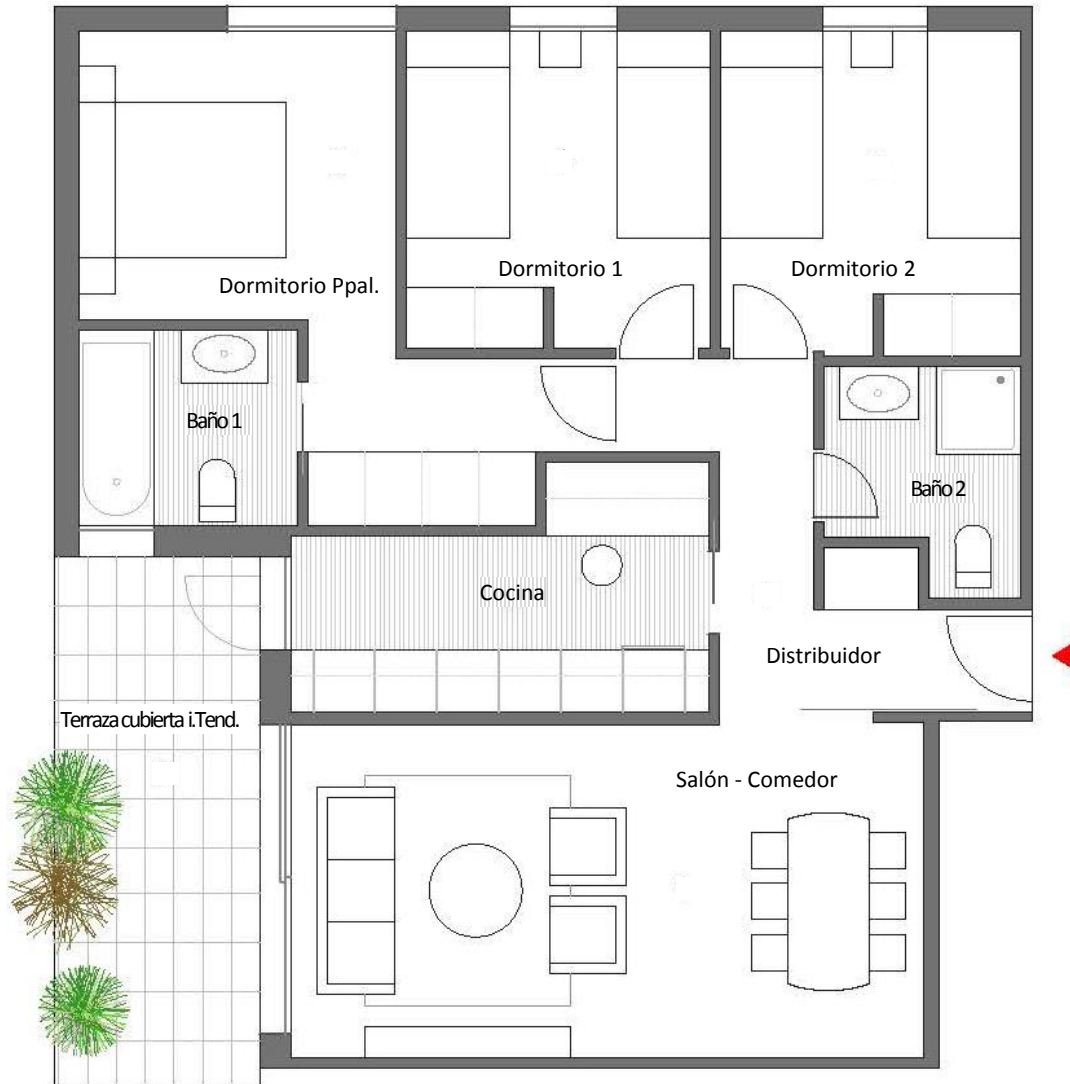 Dormitorio Ppal.
Dormitorio 1
Dormitorio 2
Baño 1
Baño 2
Cocina
Distribuidor
Terraza cubierta i.Tend.
Salón - Comedor